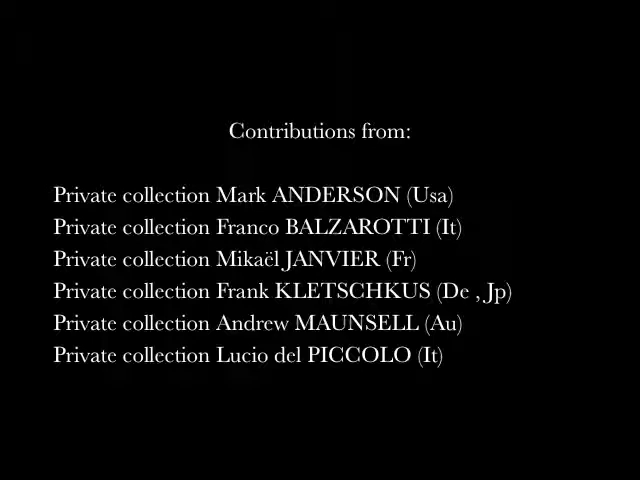 Contributions from:
Private collection Mark ANDERSON (Usa)
Private collection Franco BALZAROTTI (It)
Private collection Mikaël JANVIER (Fr)
Private collection Frank KLETSCHKUS (De , Jp)
Private collection Andrew MAUNSELL (Au)
Private collection Lucio del PICCOLO (It)